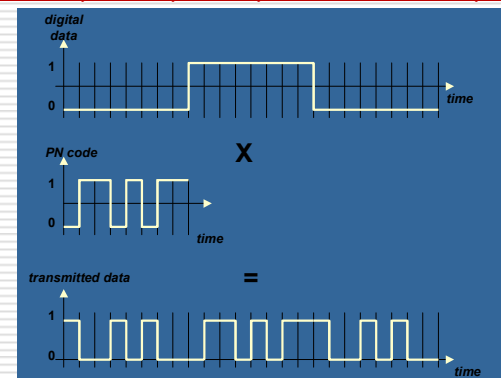 digital
data
1
0
time
PN code
X
1
0
time
transmitted data
=
1
0
time